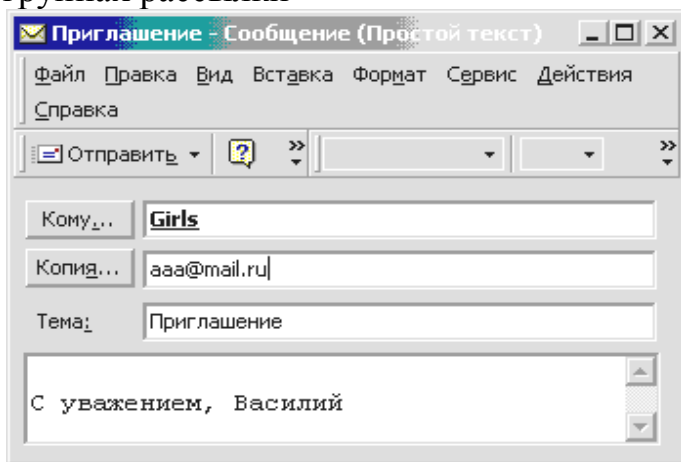 групная рассылки
Приглашение - Сообщение (Простой текст)
Файл Правка Вид Вставка Формат Сервис Действия
Справка
Отправить
Кому... Girls
Копия... aaa@mail.ru
Тема: Приглашение
С уважением, Василий